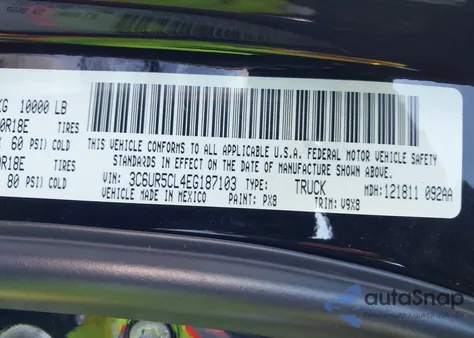 KG 10000 LB
0R18E TIRES
60 PSI) COLD
0R18E TIRES
80 PSI) COLD
THIS VEHICLE CONFORMS TO ALL APPLICABLE U.S.A. FEDERAL MOTOR VEHICLE SAFETY
STANDARDS IN EFFECT ON THE DATE OF MANUFACTURE SHOWN ABOVE.
VIN: 3C6UR5CL4EG187103 TYPE: TRUCK MDH: 121811 092AA
VEHICLE MADE IN MEXICO PAINT: PX8 TRIM: V9X8
autoSnap